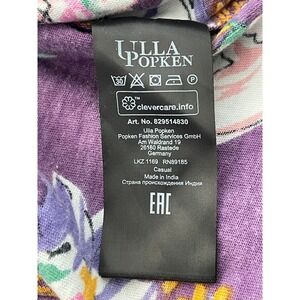 ULLA
POPKEN
30
clevercare.info
Art. No. 829514830
Ulla Popken
Popken Fashion Services GmbH
Am Waldrand 19
26180 Rastede
Germany
LKZ 1169 RN89185
Casual
Made in India
Страна происхождения Индия
EAC